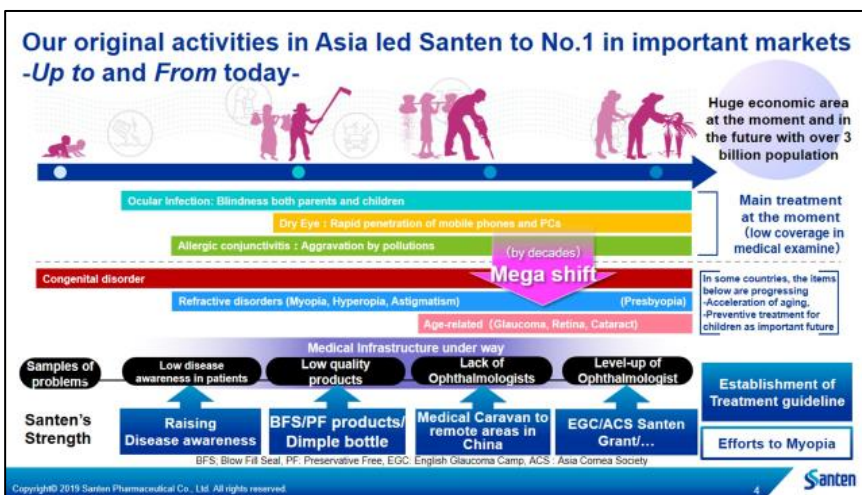 Our original activities in Asia led Santen to No.1 in important markets
-Up to and From today-
Huge economic area
at the moment and in
the future with over 3
billion population
Ocular Infection: Blindness both parents and children
Dry Eye : Rapid penetration of mobile phones and PCs
Allergic conjunctivitis : Aggravation by pollutions
Main treatment
at the moment
(low coverage in
medical examine)
(by decades)
Mega shift
Congenital disorder
Refractive disorders (Myopia, Hyperopia, Astigmatism)
(Presbyopia)
Age-related (Glaucoma, Retina, Cataract)
In some countries, the items
below are progressing
-Acceleration of aging,
-Preventive treatment for
children as important future
Medical Infrastructure under way
Samples of
problems
Low disease
awareness in patients
Low quality
products
Lack of
Ophthalmologists
Level-up of
Ophthalmologist
Establishment of
Treatment guideline
Santen's
Strength
Raising
Disease awareness
BFS/PF products/
Dimple bottle
Medical Caravan to
remote areas in
China
EGC/ACS Santen
Grant/...
Efforts to Myopia
BFS; Blow Fill Seal, PF: Preservative Free, EGC: English Glaucoma Camp, ACS : Asia Cornea Society
Copyright© 2019 Santen Pharmaceutical Co., Ltd. All rights reserved.
4
Santen